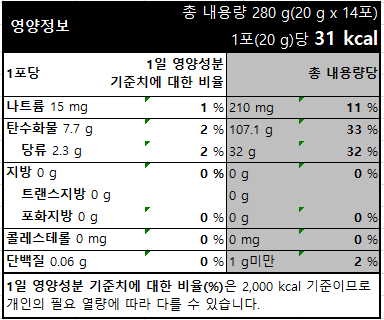 영양정보
총 내용량 280 g(20 g x 14포)
1포(20 g)당 31 kcal
1포당 1일 영양성분 기준치에 대한 비율 총 내용량당
나트륨 15 mg 1 % 210 mg 11 %
탄수화물 7.7 g 2 % 107.1 g 33 %
당류 2.3 g 2 % 32 g 32 %
지방 0 g 0 % 0 g 0 %
트랜스지방 0 g 0 g
포화지방 0 g 0 % 0 g 0 %
콜레스테롤 0 mg 0 % 0 mg 0 %
단백질 0.06 g 0 % 1 g미만 2 %
1일 영양성분 기준치에 대한 비율(%)은 2,000 kcal 기준이므로
개인의 필요 열량에 따라 다를 수 있습니다.